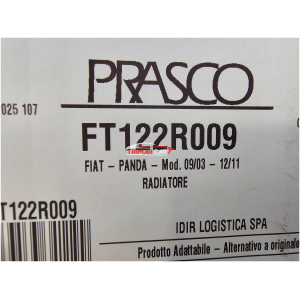 PRASCO
025 107
FT122R009
FIAT - PANDA - Mod. 09/03 - 12/11
RADIATORE
FT122R009
IDIR LOGISTICA SPA
Prodotto Adattabile - Alternativo a originale